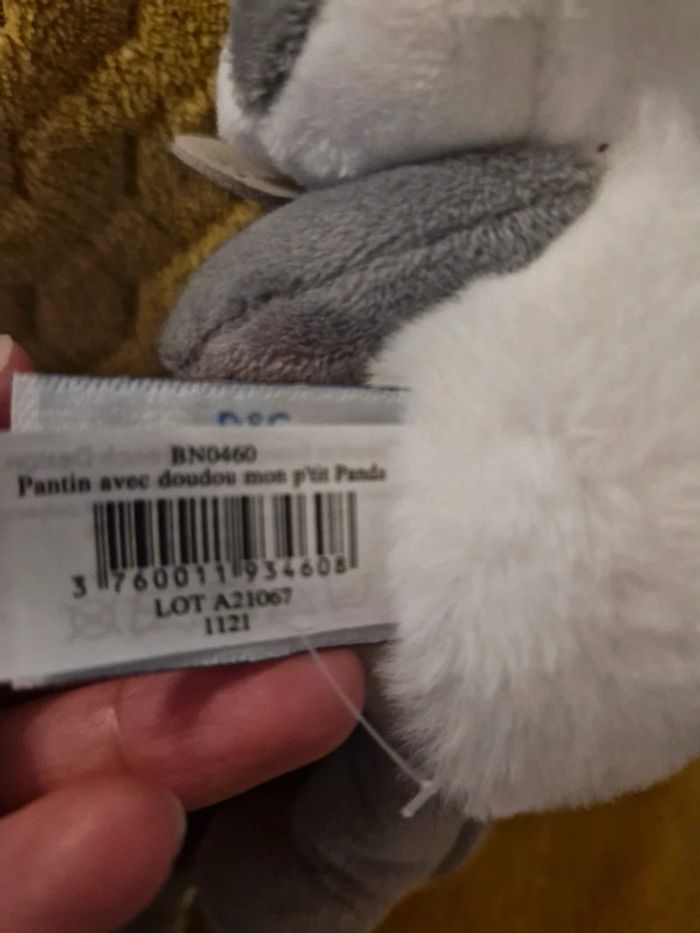 BN0460
Pantin avec doudou mon p'tit Panda
3 760011 934608
LOT A21067
1121